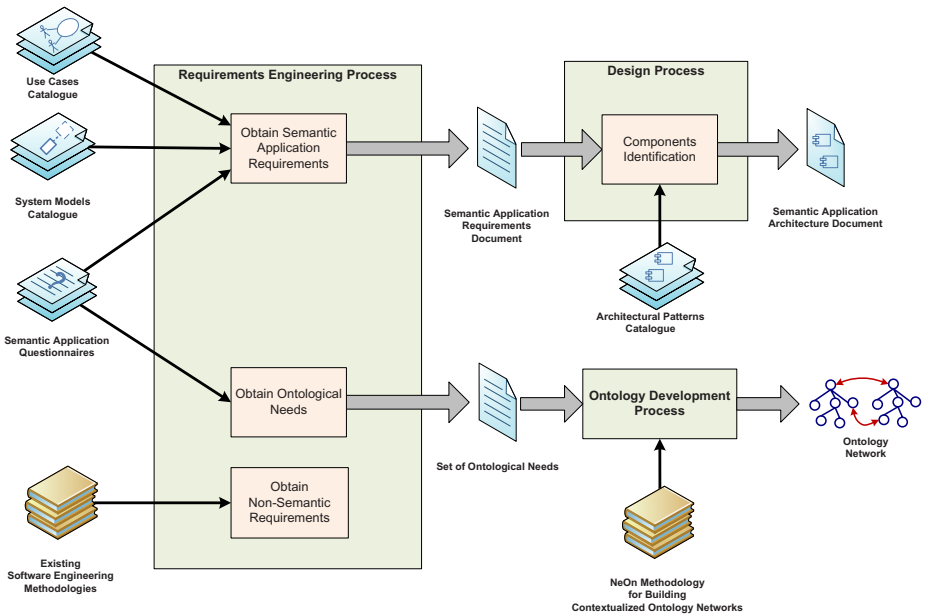 Use Cases
Catalogue
System Models
Catalogue
Semantic Application
Questionnaires
Existing
Software Engineering
Methodologies
Requirements Engineering Process
Obtain Semantic
Application
Requirements
Obtain Ontological
Needs
Obtain
Non-Semantic
Requirements
Semantic Application
Requirements
Document
Set of Ontological Needs
Design Process
Components
Identification
Architectural Patterns
Catalogue
Semantic Application
Architecture Document
Ontology Development
Process
NeOn Methodology
for Building
Contextualized Ontology Networks
Ontology
Network